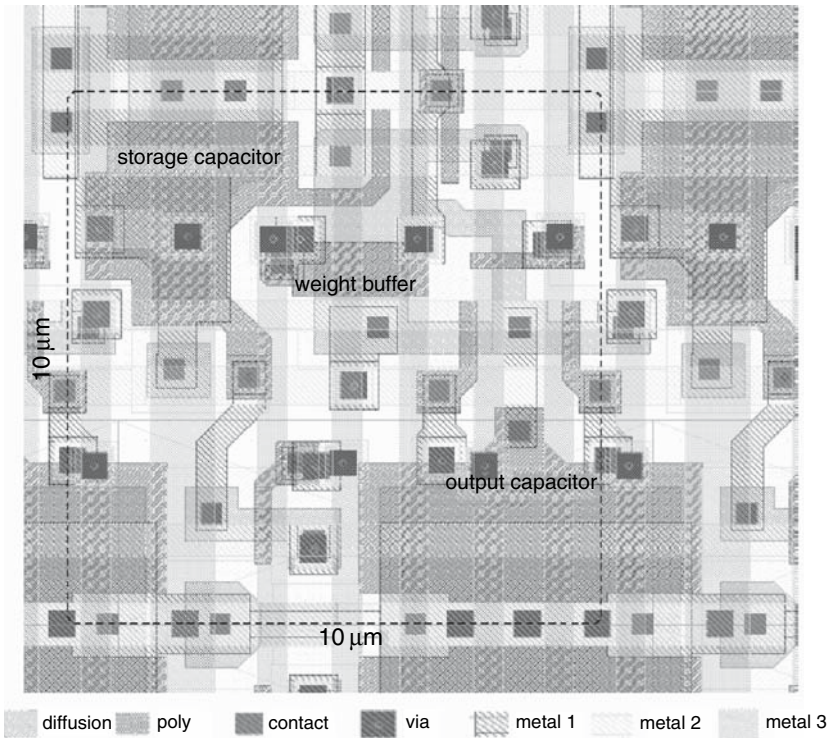 storage capacitor
weight buffer
10 μm
output capacitor
10 μm
diffusion poly contact via metal 1 metal 2 metal 3